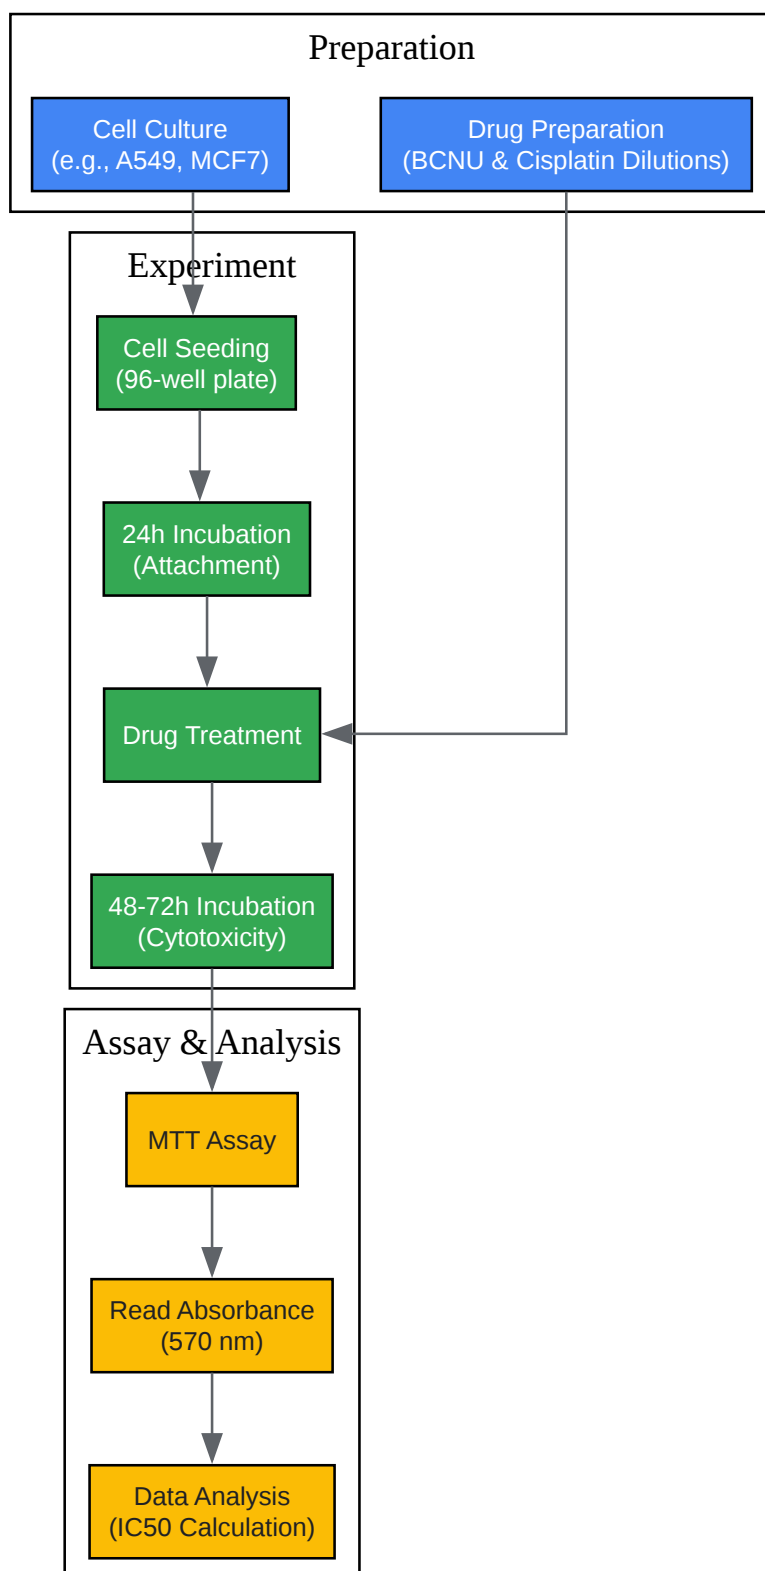 Preparation
Cell Culture
(e.g., A549, MCF7)
Drug Preparation
(BCNU & Cisplatin Dilutions)
Experiment
Cell Seeding
(96-well plate)
24h Incubation
(Attachment)
Drug Treatment
48-72h Incubation
(Cytotoxicity)
Assay & Analysis
MTT Assay
Read Absorbance
(570 nm)
Data Analysis
(IC50 Calculation)